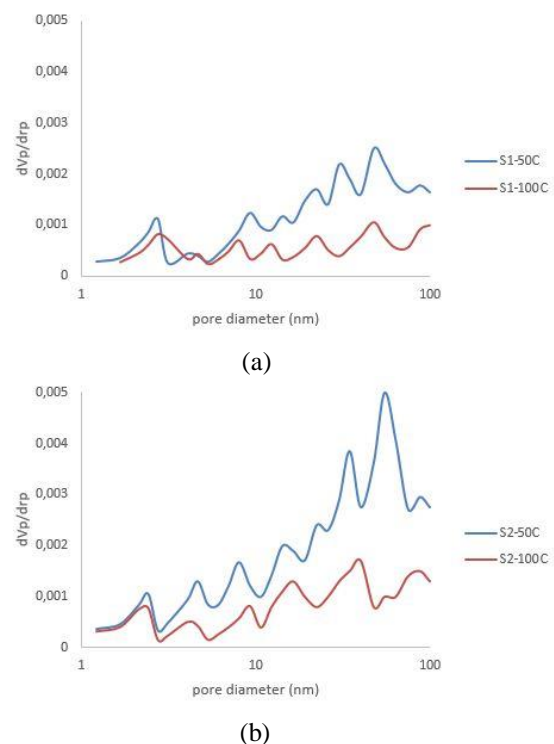 0,005
0,004
0,003
0,002
0,001
0
dVp/drp
1
10
100
pore diameter (nm)
S1-50C
S1-100C
(a)
0,005
0,004
0,003
0,002
0,001
0
dVp/drp
1
10
100
pore diameter (nm)
S2-50C
S2-100C
(b)